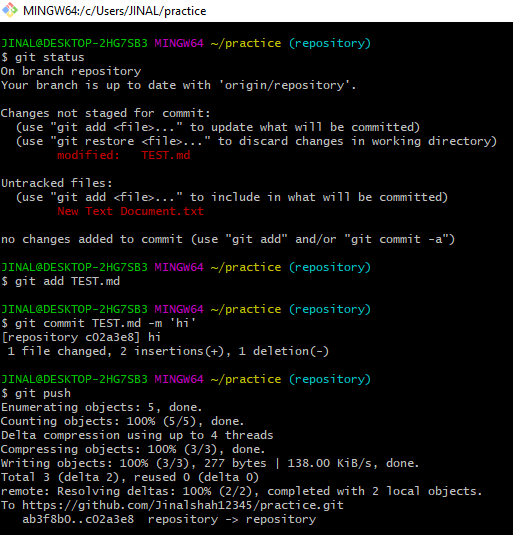 MINGW64:/c/Users/JINAL/practice
JINAL@DESKTOP-2HG7SB3 MINGW64 ~/practice (repository)
$ git status
On branch repository
Your branch is up to date with 'origin/repository'.
Changes not staged for commit:
(use "git add <file>..." to update what will be committed)
(use "git restore <file>..." to discard changes in working directory)
modified:   TEST.md
Untracked files:
(use "git add <file>..." to include in what will be committed)
New Text Document.txt
no changes added to commit (use "git add" and/or "git commit -a")
JINAL@DESKTOP-2HG7SB3 MINGW64 ~/practice (repository)
$ git add TEST.md
JINAL@DESKTOP-2HG7SB3 MINGW64 ~/practice (repository)
$ git commit TEST.md -m 'hi'
[repository c02a3e8] hi
1 file changed, 2 insertions(+), 1 deletion(-)
JINAL@DESKTOP-2HG7SB3 MINGW64 ~/practice (repository)
$ git push
Enumerating objects: 5, done.
Counting objects: 100% (5/5), done.
Delta compression using up to 4 threads
Compressing objects: 100% (3/3), done.
Writing objects: 100% (3/3), 277 bytes | 138.00 KiB/s, done.
Total 3 (delta 2), reused 0 (delta 0)
remote: Resolving deltas: 100% (2/2), completed with 2 local objects.
To https://github.com/Jinalshah12345/practice.git
ab3f8b0..c02a3e8  repository -> repository